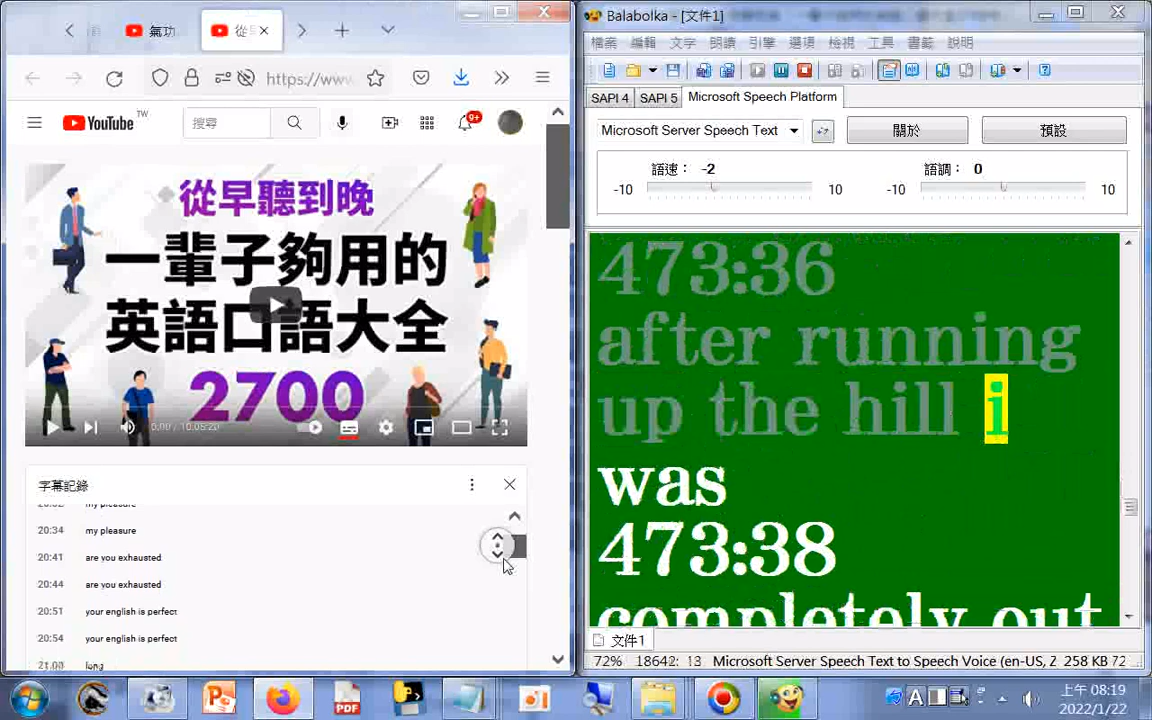 氣功
從
https://www.
YouTube TW
搜尋
9+
從早聽到晚
一輩子夠用的
英語口語大全
2700
0:00 / 10:05:20
字幕記錄
my pleasure
20:34 my pleasure
20:41 are you exhausted
20:44 are you exhausted
20:51 your english is perfect
20:54 your english is perfect
21:00 long
Balabolka - [文件1]
檔案 編輯 文字 朗讀 引擎 選項 檢視 工具 書籤 說明
SAPI 4 SAPI 5 Microsoft Speech Platform
Microsoft Server Speech Text
關於
預設
語速: -2
語調: 0
-10 10 -10 10
473:36
after running
up the hill i
was
473:38
completely out
文件1
72% 18642: 13 Microsoft Server Speech Text to Speech Voice (en-US, Z 258 KB 72
PDF
A
上午 08:19
2022/1/22